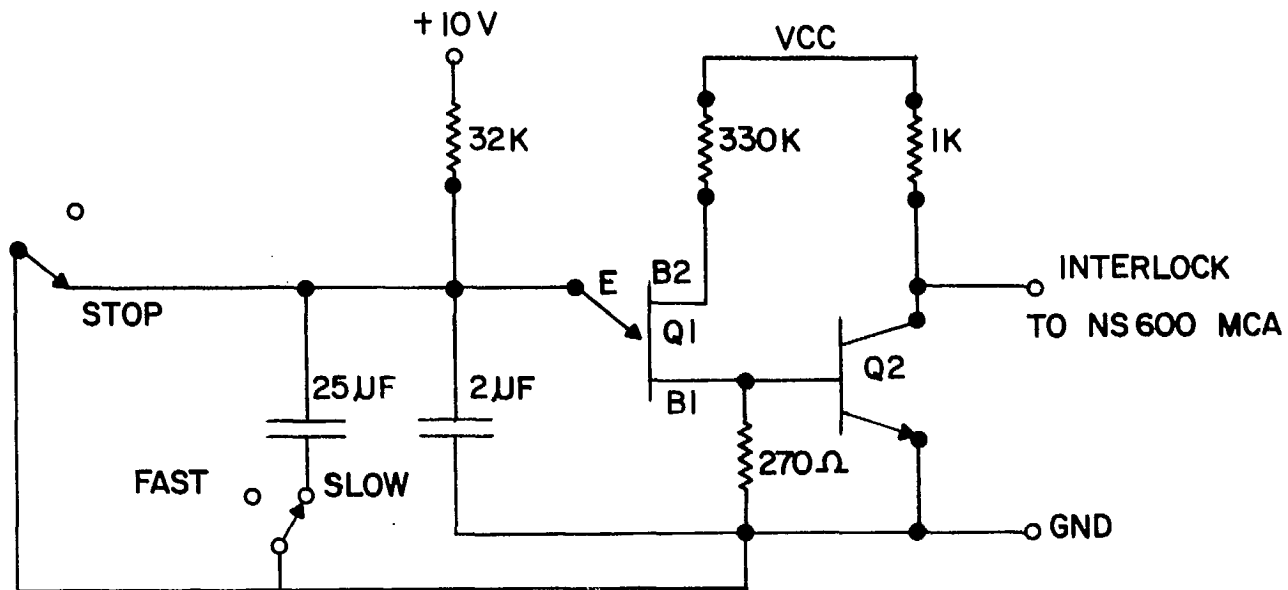 +10V
VCC
32K
330K
1K
E
B2
INTERLOCK
STOP
Q1
TO NS600 MCA
Q2
25µF
2µF
B1
270Ω
FAST
SLOW
GND